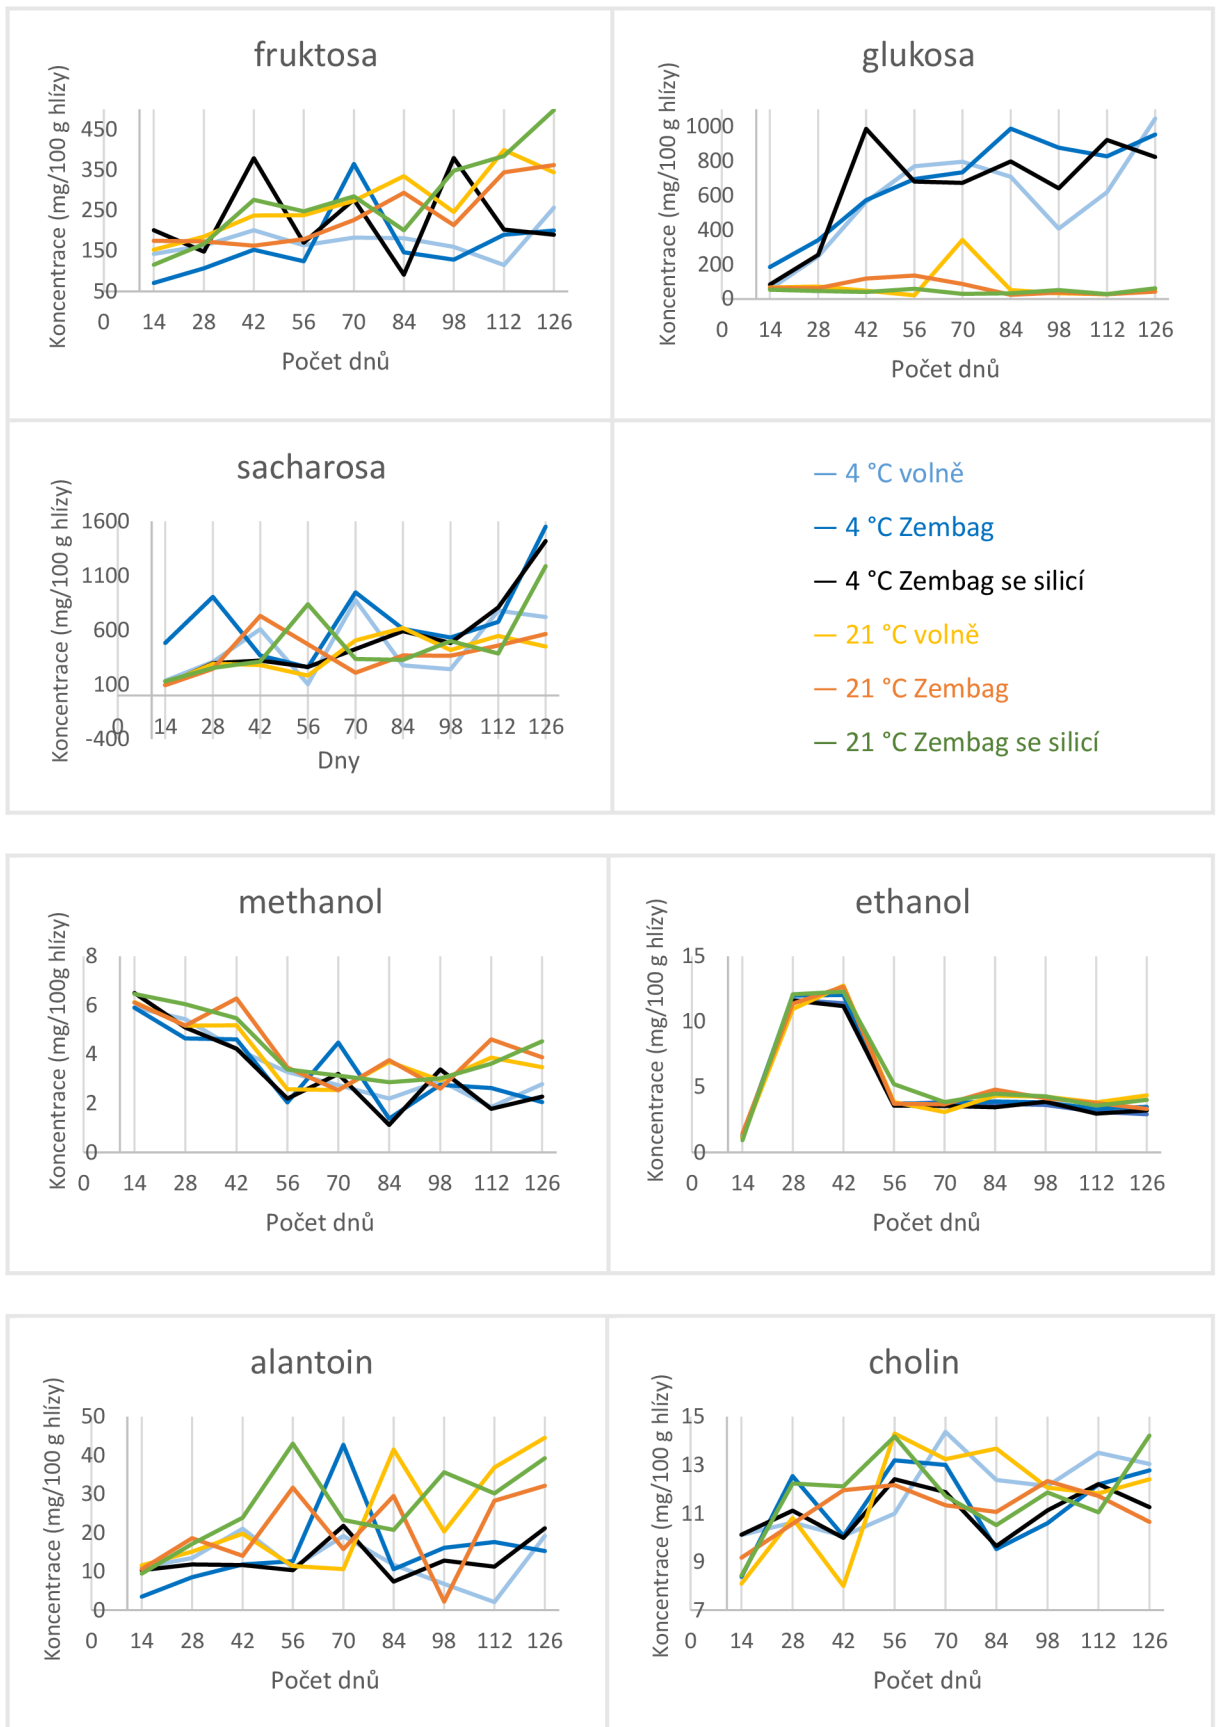 fruktosa
Koncentrace (mg/100 g hlízy)
450
350
250
150
50
0 14 28 42 56 70 84 98 112 126
Počet dnů
glukosa
Koncentrace (mg/100 g hlízy)
1000
800
600
400
200
0
0 14 28 42 56 70 84 98 112 126
Počet dnů
sacharosa
Koncentrace (mg/100 g hlízy)
1600
1100
600
100
-400
0 14 28 42 56 70 84 98 112 126
Dny
4 °C volně
4 °C Zembag
4 °C Zembag se silicí
21 °C volně
21 °C Zembag
21 °C Zembag se silicí
methanol
Koncentrace (mg/100g hlízy)
8
6
4
2
0
0 14 28 42 56 70 84 98 112 126
Počet dnů
ethanol
Koncentrace (mg/100 g hlízy)
15
10
5
0
0 14 28 42 56 70 84 98 112 126
Počet dnů
alantoin
Koncentrace (mg/100 g hlízy)
50
40
30
20
10
0
0 14 28 42 56 70 84 98 112 126
Počet dnů
cholin
Koncentrace (mg/100 g hlízy)
15
13
11
9
7
0 14 28 42 56 70 84 98 112 126
Počet dnů